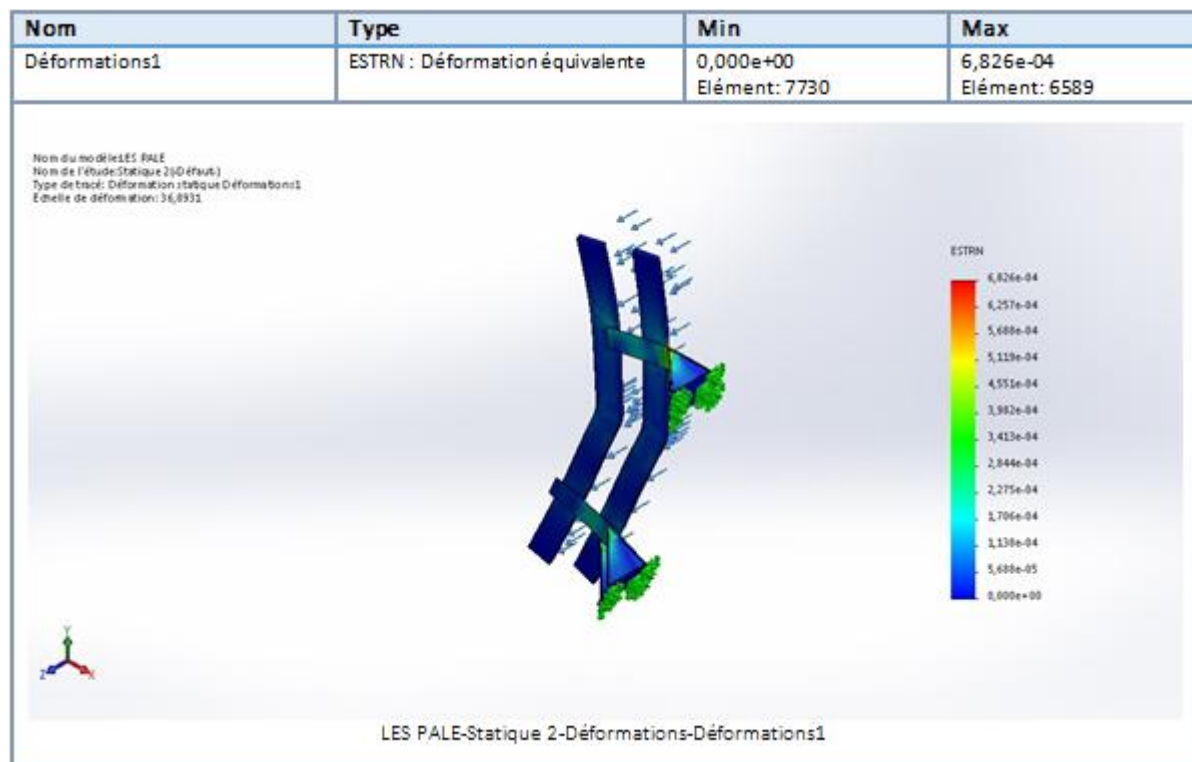 Nom Type Min Max
Déformations1 ESTRN : Déformation équivalente 0,000e+00 6,826e-04
Elément: 7730 Elément: 6589
Nom du modèle:LES PALE
Nom de l'étude:Statique 2(-Défaut-)
Type de tracé: Déformation statique Déformations1
Echelle de déformation: 36,8931
ESTRN
6,826e-04
6,257e-04
5,688e-04
5,119e-04
4,551e-04
3,982e-04
3,413e-04
2,844e-04
2,275e-04
1,706e-04
1,138e-04
5,688e-05
0,000e+00
Y
Z X
LES PALE-Statique 2-Déformations-Déformations1